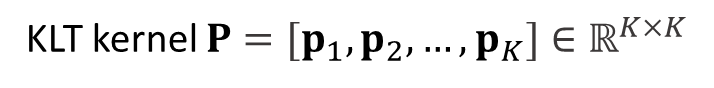 KLT kernel 𝐏 = [𝐩₁, 𝐩₂, …, 𝐩_K] ∈ ℝ^{K×K}